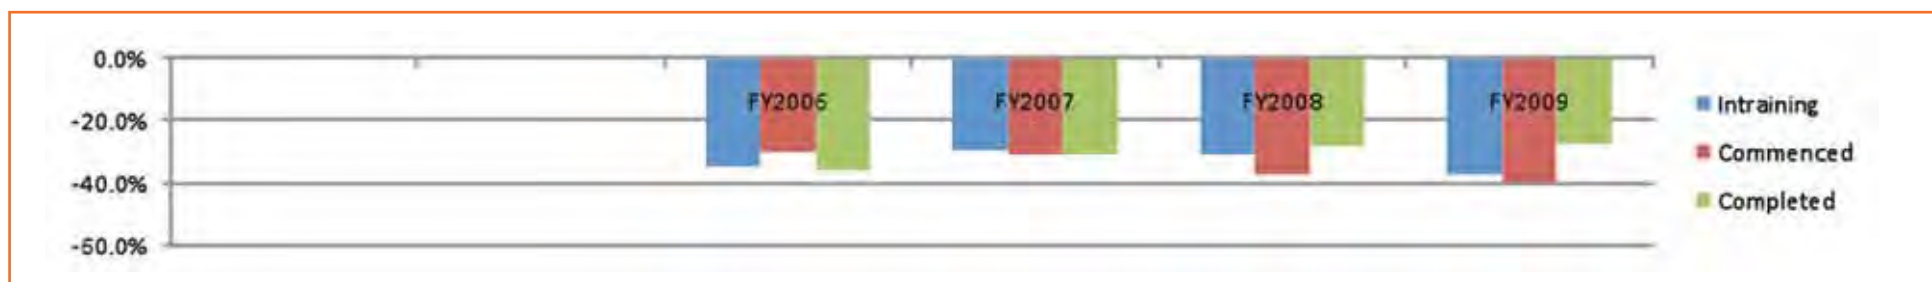 0.0%
-20.0%
-40.0%
-60.0%
FY2006
FY2007
FY2008
FY2009
Intraining
Commenced
Completed